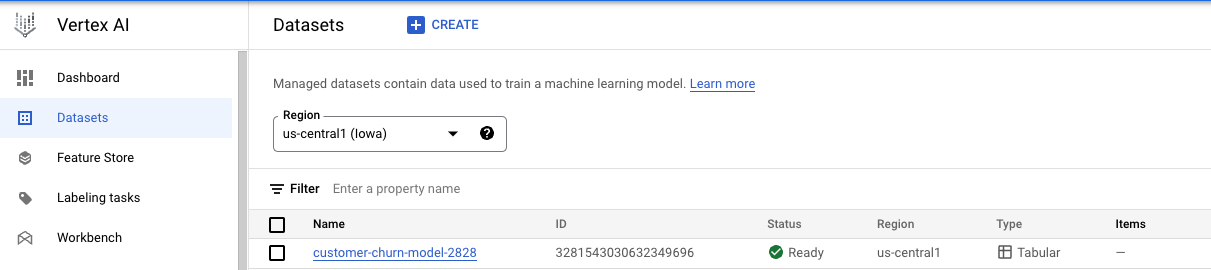 Vertex AI
Datasets
CREATE
Dashboard
Datasets
Feature Store
Labeling tasks
Workbench
Managed datasets contain data used to train a machine learning model. Learn more
Region
us-central1 (Iowa)
Filter Enter a property name
Name ID Status Region Type Items
customer-churn-model-2828 3281543030632349696 Ready us-central1 Tabular —